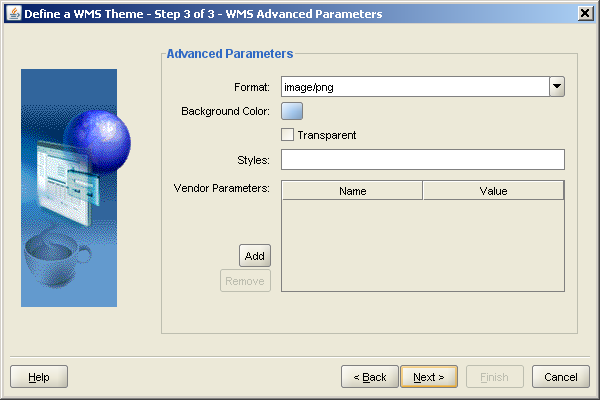 Define a WMS Theme - Step 3 of 3 - WMS Advanced Parameters
Advanced Parameters
Format: image/png
Background Color:
Transparent
Styles:
Vendor Parameters: Name Value
Add
Remove
Help < Back Next > Finish Cancel